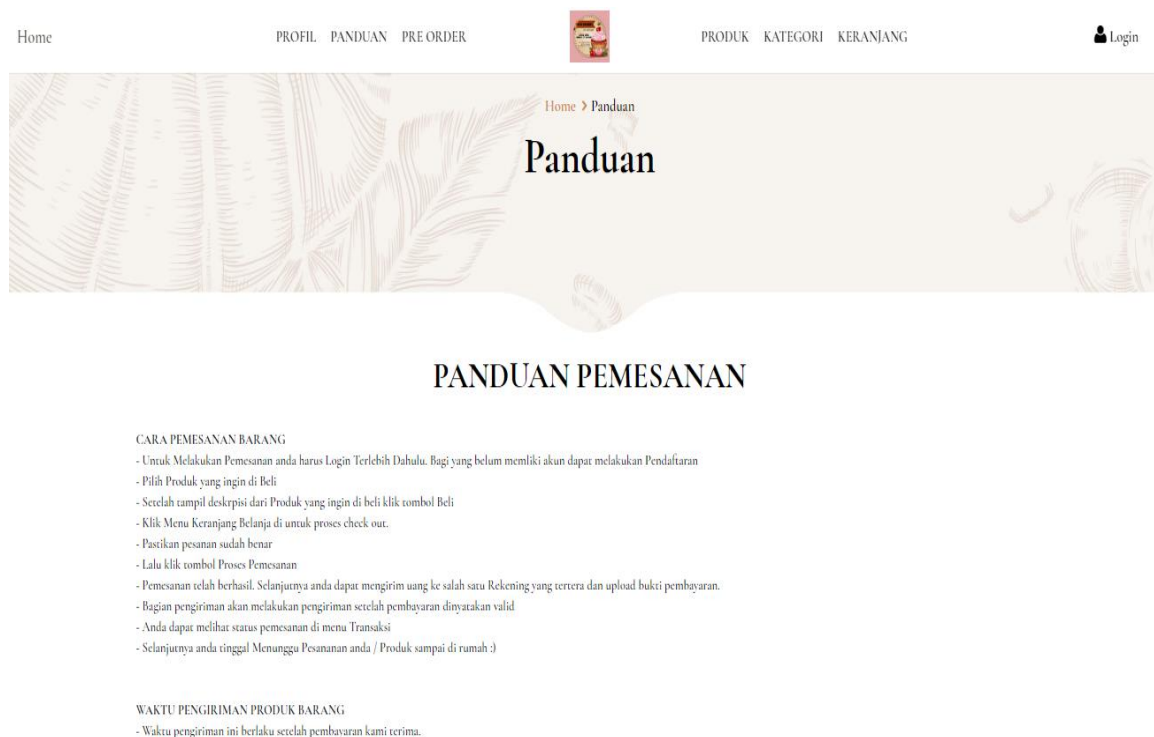 Home
PROFIL PANDUAN PRE ORDER
PRODUK KATEGORI KERANJANG
Login
Home > Panduan
Panduan
PANDUAN PEMESANAN
CARA PEMESANAN BARANG
- Untuk Melakukan Pemesanan anda harus Login Terlebih Dahulu. Bagi yang belum memliki akun dapat melakukan Pendaftaran
- Pilih Produk yang ingin di Beli
- Setelah tampil deskrpisi dari Produk yang ingin di beli klik tombol Beli
- Klik Menu Keranjang Belanja di untuk proses check out.
- Pastikan pesanan sudah benar
- Lalu klik tombol Proses Pemesanan
- Pemesanan telah berhasil. Selanjutnya anda dapat mengirim uang ke salah satu Rekening yang tertera dan upload bukti pembayaran.
- Bagian pengiriman akan melakukan pengiriman setelah pembayaran dinyatakan valid
- Anda dapat melihat status pemesanan di menu Transaksi
- Selanjutnya anda tinggal Menunggu Pesananan anda / Produk sampai di rumah :)
WAKTU PENGIRIMAN PRODUK BARANG
- Waktu pengiriman ini berlaku setelah pembayaran kami terima.